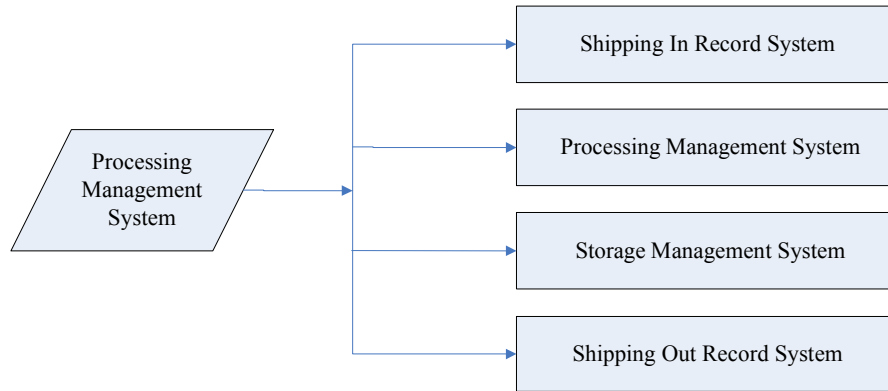 Shipping In Record System
Processing
Management
System
Processing Management System
Storage Management System
Shipping Out Record System